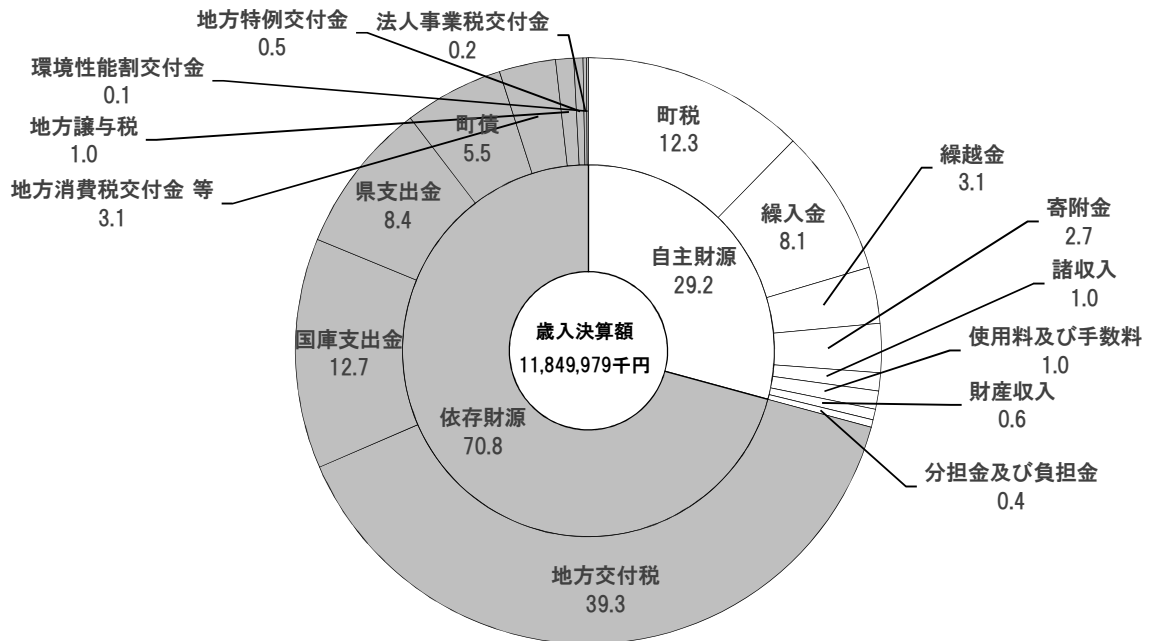 地方特例交付金
0.5
法人事業税交付金
0.2
環境性能割交付金
0.1
地方譲与税
1.0
地方消費税交付金 等
3.1
町債
5.5
県支出金
8.4
国庫支出金
12.7
町税
12.3
繰入金
8.1
繰越金
3.1
寄附金
2.7
諸収入
1.0
使用料及び手数料
1.0
財産収入
0.6
分担金及び負担金
0.4
自主財源
29.2
歳入決算額
11,849,979千円
依存財源
70.8
地方交付税
39.3